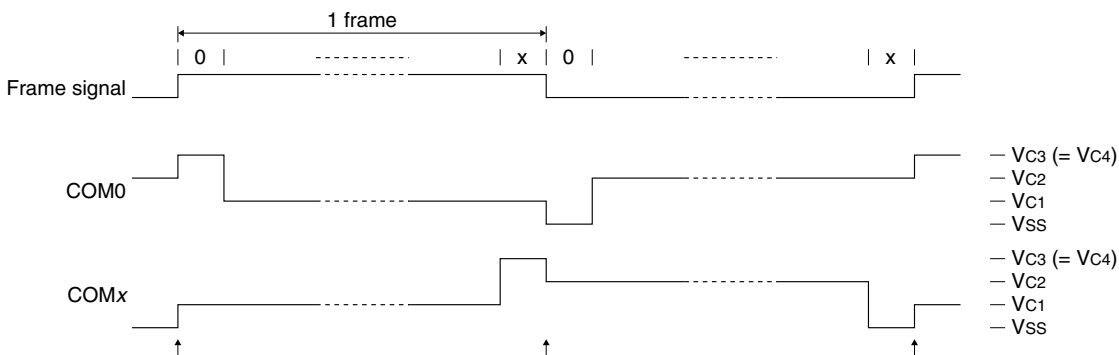 1 frame
0 x 0 x
Frame signal
COM0
VC3 (= VC4)
VC2
VC1
VSS
COMx
VC3 (= VC4)
VC2
VC1
VSS